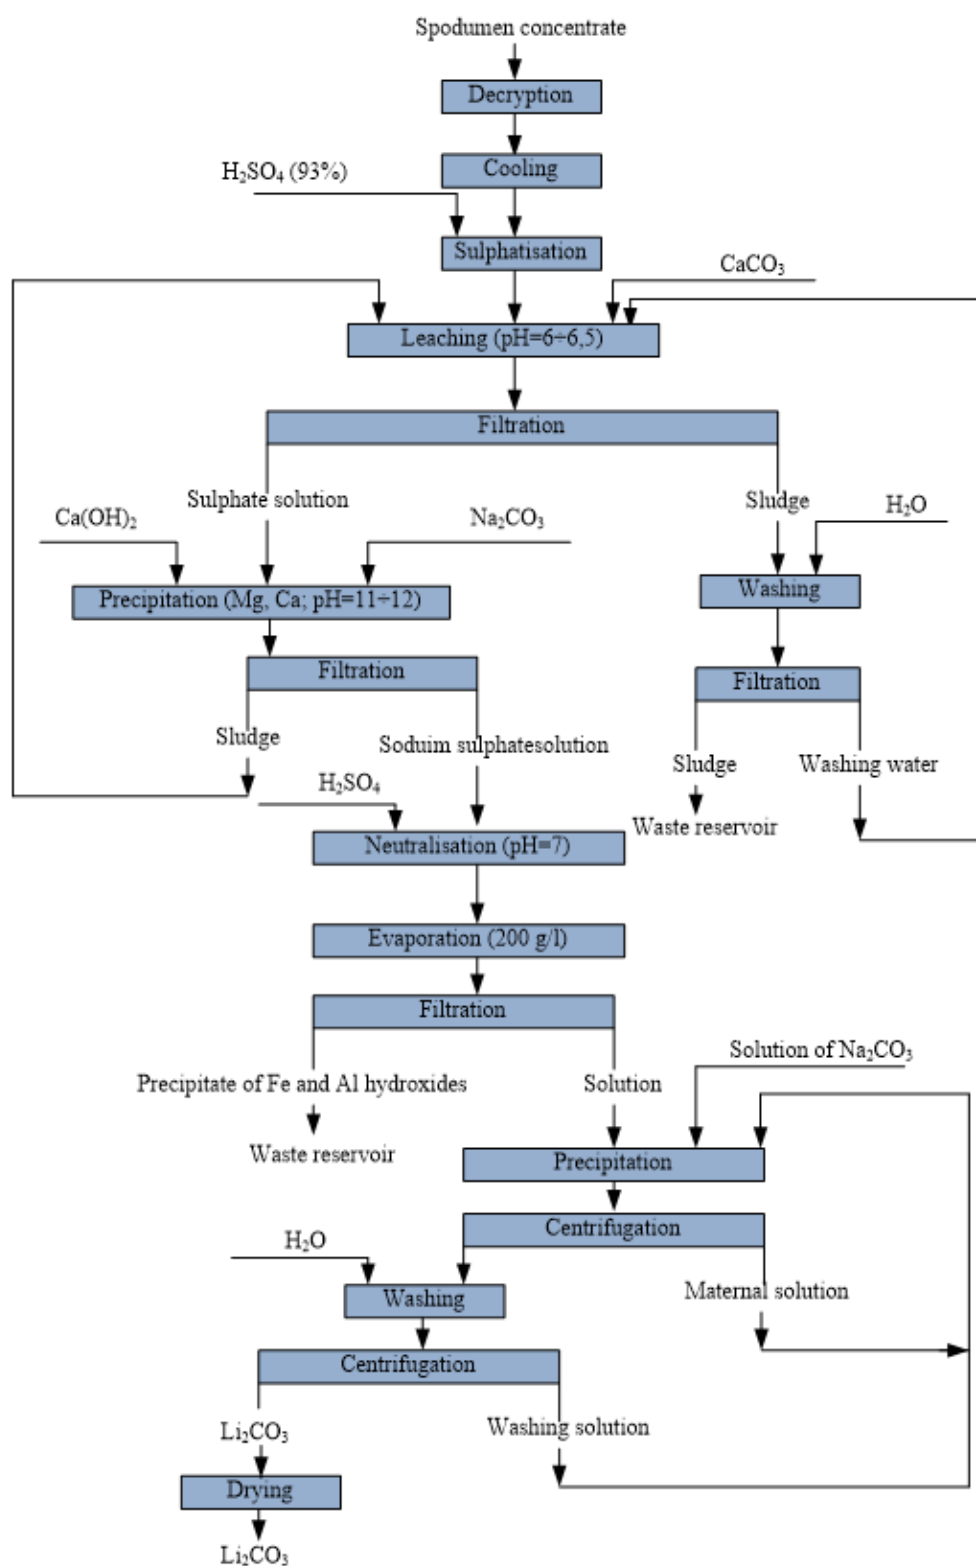 Spodumen concentrate
Decryption
Cooling
H₂SO₄ (93%)
Sulphatisation
CaCO₃
Leaching (pH=6÷6,5)
Filtration
Sulphate solution
Sludge
Ca(OH)₂
Na₂CO₃
H₂O
Precipitation (Mg, Ca; pH=11÷12)
Washing
Filtration
Filtration
Sludge
Soduim sulphatesolution
Sludge
Washing water
H₂SO₄
Waste reservoir
Neutralisation (pH=7)
Evaporation (200 g/l)
Filtration
Solution of Na₂CO₃
Precipitate of Fe and Al hydroxides
Solution
Waste reservoir
Precipitation
Centrifugation
H₂O
Washing
Maternal solution
Centrifugation
Li₂CO₃
Washing solution
Drying
Li₂CO₃